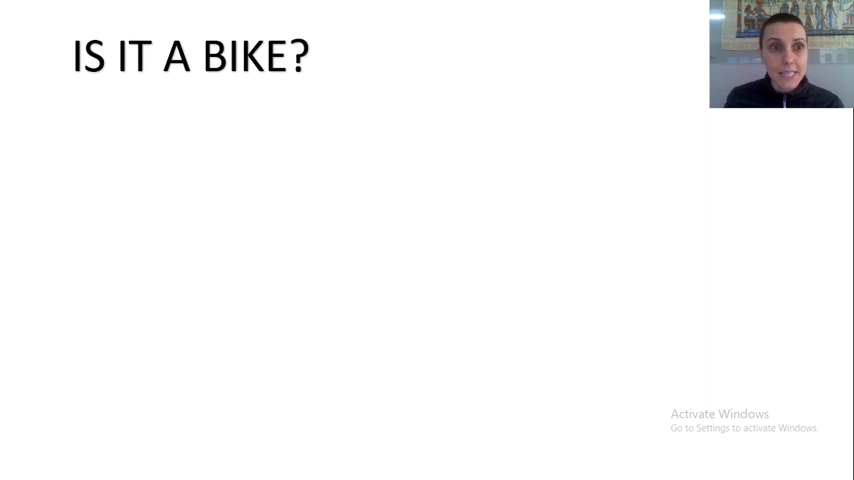 IS IT A BIKE?
Activate Windows
Go to Settings to activate Windows.